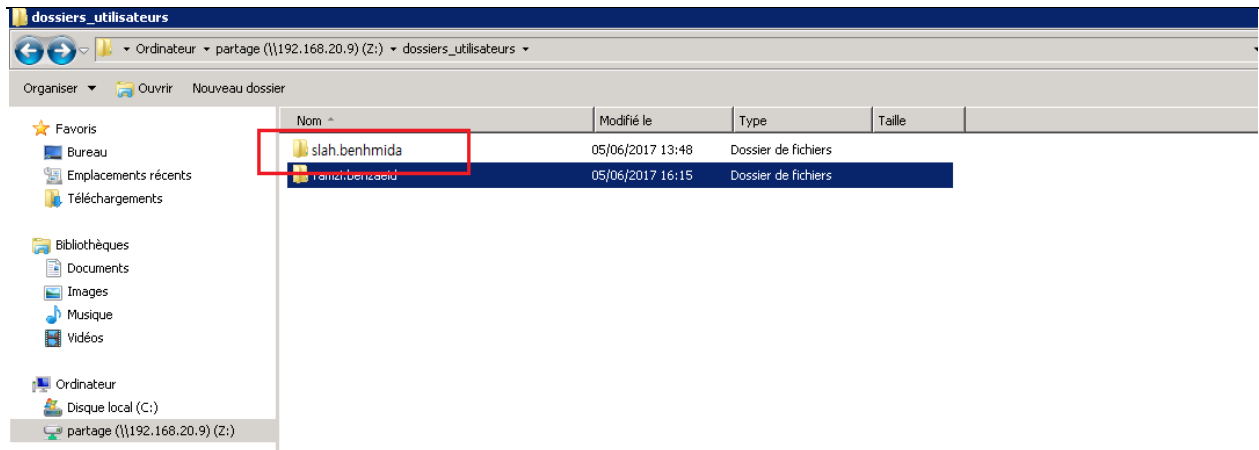 dossiers_utilisateurs
Ordinateur partage (\\192.168.20.9) (Z:) dossiers_utilisateurs
Organiser Ouvrir Nouveau dossier
Nom Modifié le Type Taille
slah.benhmida 05/06/2017 13:48 Dossier de fichiers
ramzi.benzaeid 05/06/2017 16:15 Dossier de fichiers
Favoris
Bureau
Emplacements récents
Téléchargements
Bibliothèques
Documents
Images
Musique
Vidéos
Ordinateur
Disque local (C:)
partage (\\192.168.20.9) (Z:)